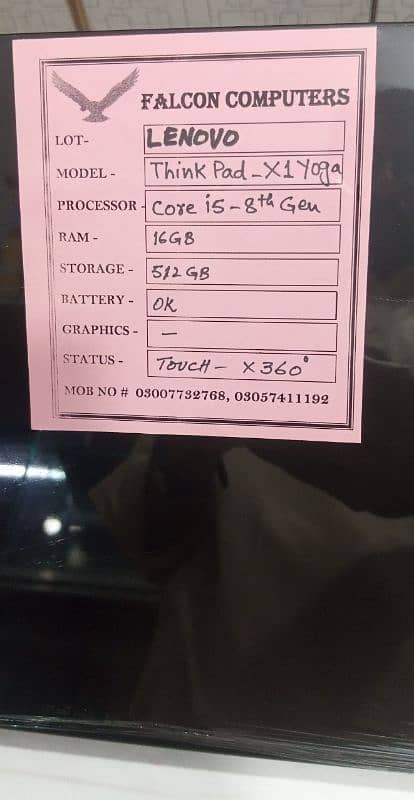 FALCON COMPUTERS
LOT- LENOVO
MODEL - Think Pad - X1 Yoga
PROCESSOR - Core i5 - 8th Gen
RAM - 16GB
STORAGE - 512 GB
BATTERY - OK
GRAPHICS - —
STATUS - TOUCH - X360°
MOB NO # 03007732768, 03057411192